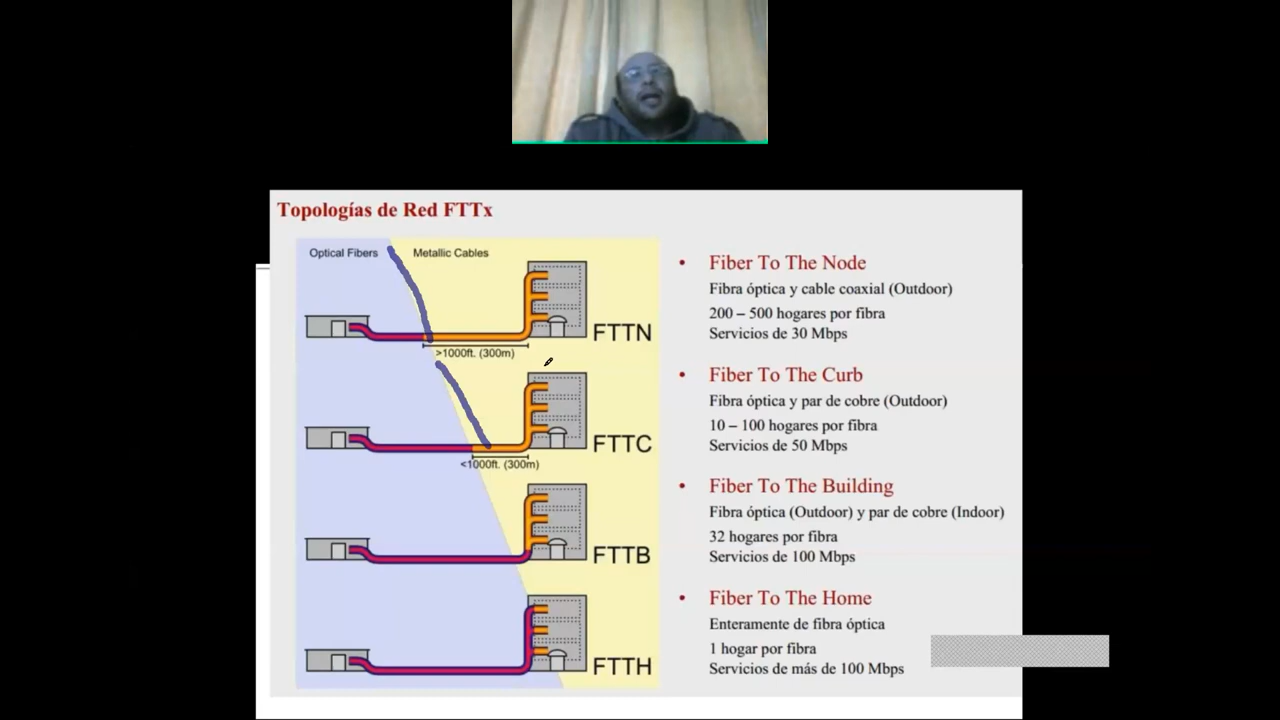 Topologías de Red FTTx
Optical Fibers
Metallic Cables
FTTN
>1000ft. (300m)
FTTC
<1000ft. (300m)
FTTB
FTTH
• Fiber To The Node
Fibra óptica y cable coaxial (Outdoor)
200 – 500 hogares por fibra
Servicios de 30 Mbps
• Fiber To The Curb
Fibra óptica y par de cobre (Outdoor)
10 – 100 hogares por fibra
Servicios de 50 Mbps
• Fiber To The Building
Fibra óptica (Outdoor) y par de cobre (Indoor)
32 hogares por fibra
Servicios de 100 Mbps
• Fiber To The Home
Enteramente de fibra óptica
1 hogar por fibra
Servicios de más de 100 Mbps